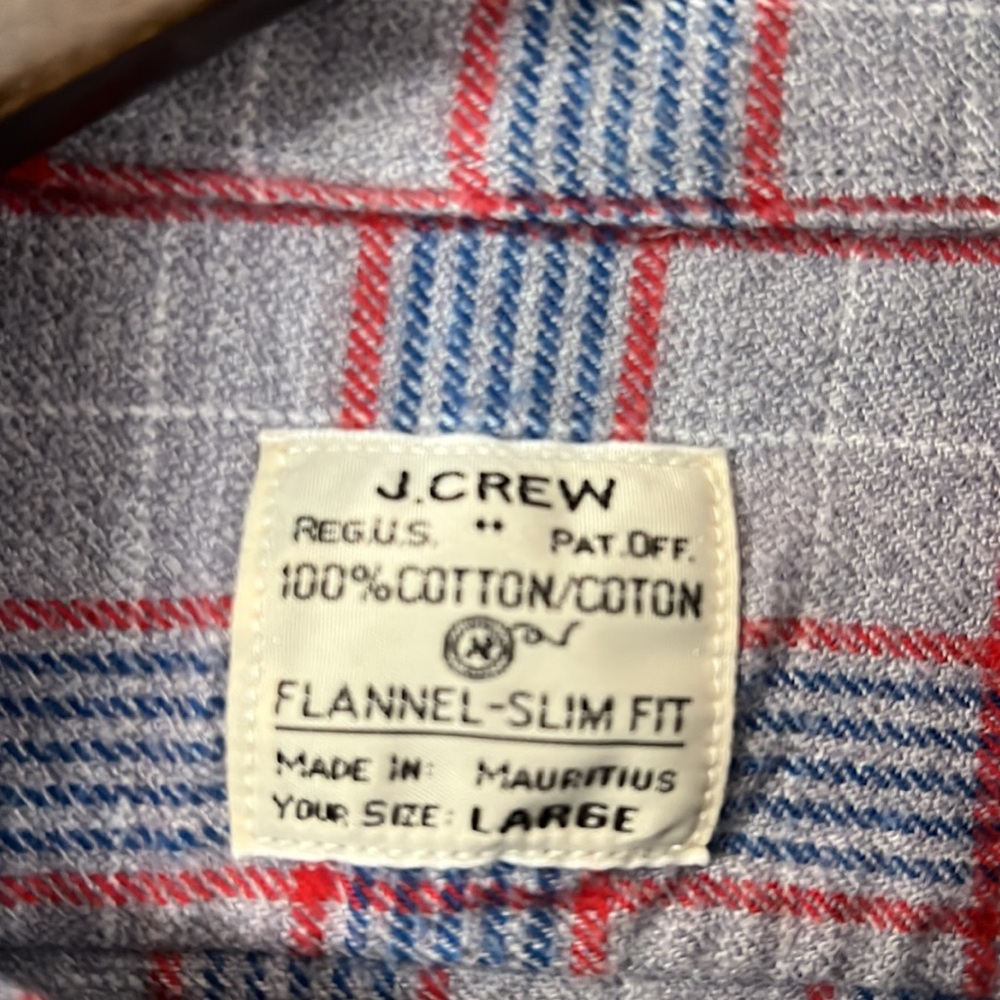 J.CREW
REG.U.S. ** PAT.OFF.
100% COTTON/COTON
FLANNEL-SLIM FIT
MADE IN: MAURITIUS
YOUR SIZE: LARGE